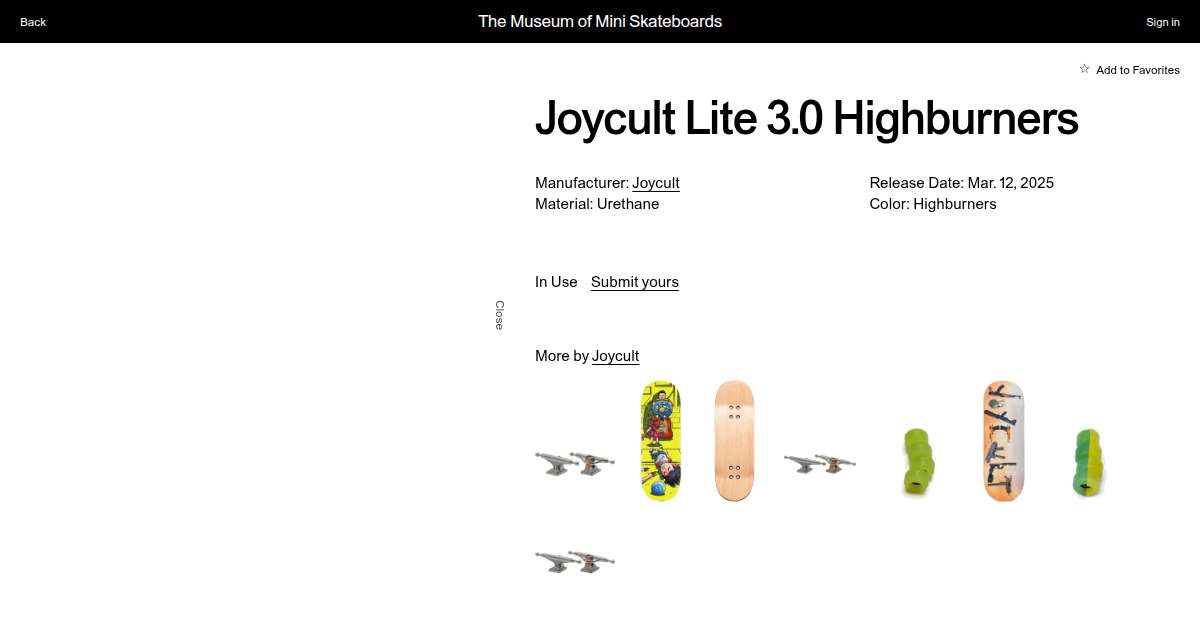 Back
The Museum of Mini Skateboards
Sign in
☆ Add to Favorites
Joycult Lite 3.0 Highburners
Manufacturer: Joycult
Release Date: Mar. 12, 2025
Material: Urethane
Color: Highburners
In Use Submit yours
Close
More by Joycult
JOYCULT